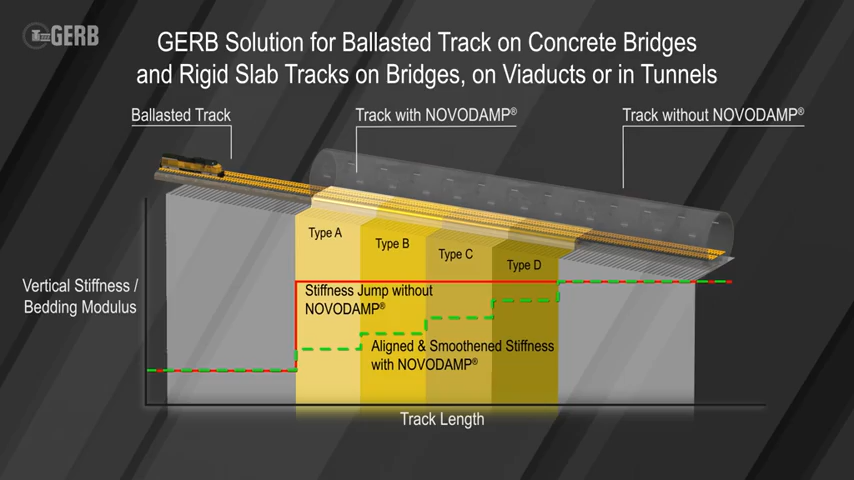 GERB
GERB Solution for Ballasted Track on Concrete Bridges
and Rigid Slab Tracks on Bridges, on Viaducts or in Tunnels
Ballasted Track
Track with NOVODAMP®
Track without NOVODAMP®
Type A
Type B
Type C
Type D
Vertical Stiffness /
Bedding Modulus
Stiffness Jump without
NOVODAMP®
Aligned & Smoothened Stiffness
with NOVODAMP®
Track Length